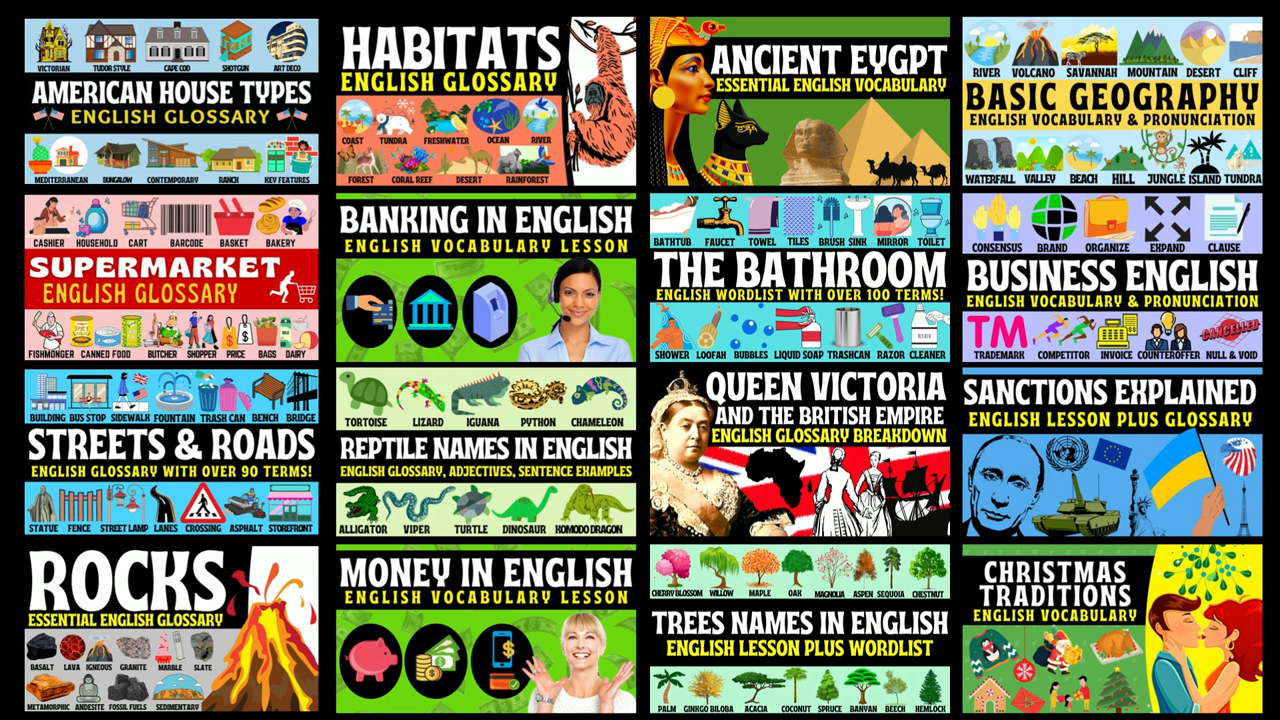 VICTORIAN TUDOR STYLE CAPE COD SHOTGUN ART DECO
AMERICAN HOUSE TYPES
ENGLISH GLOSSARY
MEDITERRANEAN BUNGALOW CONTEMPORARY RANCH KEY FEATURES
HABITATS
ENGLISH GLOSSARY
COAST TUNDRA FRESHWATER OCEAN RIVER
FOREST CORAL REEF DESERT RAINFOREST
ANCIENT EYGPT
ESSENTIAL ENGLISH VOCABULARY
RIVER VOLCANO SAVANNAH MOUNTAIN DESERT CLIFF
BASIC GEOGRAPHY
ENGLISH VOCABULARY & PRONUNCIATION
WATERFALL VALLEY BEACH HILL JUNGLE ISLAND TUNDRA
CASHIER HOUSEHOLD CART BARCODE BASKET BAKERY
SUPERMARKET
ENGLISH GLOSSARY
FISHMONGER CANNED FOOD BUTCHER SHOPPER PRICE BAGS DAIRY
BANKING IN ENGLISH
ENGLISH VOCABULARY LESSON
BATHTUB FAUCET TOWEL TILES BRUSH SINK MIRROR TOILET
THE BATHROOM
ENGLISH WORDLIST WITH OVER 100 TERMS!
SHOWER LOOFAH BUBBLES LIQUID SOAP TRASHCAN RAZOR CLEANER
BLEACH
CONSENSUS BRAND ORGANIZE EXPAND CLAUSE
BUSINESS ENGLISH
ENGLISH VOCABULARY & PRONUNCIATION
TM
CANCELLED
TRADEMARK COMPETITOR INVOICE COUNTEROFFER NULL & VOID
BUILDING BUS STOP SIDEWALK FOUNTAIN TRASH CAN BENCH BRIDGE
STREETS & ROADS
ENGLISH GLOSSARY WITH OVER 90 TERMS!
STATUE FENCE STREET LAMP LANES CROSSING ASPHALT STOREFRONT
TORTOISE LIZARD IGUANA PYTHON CHAMELEON
REPTILE NAMES IN ENGLISH
ENGLISH GLOSSARY, ADJECTIVES, SENTENCE EXAMPLES
ALLIGATOR VIPER TURTLE DINOSAUR KOMODO DRAGON
QUEEN VICTORIA
AND THE BRITISH EMPIRE
ENGLISH GLOSSARY BREAKDOWN
SANCTIONS EXPLAINED
ENGLISH LESSON PLUS GLOSSARY
ROCKS
ESSENTIAL ENGLISH GLOSSARY
BASALT LAVA IGNEOUS GRANITE MARBLE SLATE
METAMORPHIC ANDESITE FOSSIL FUELS SEDIMENTARY
MONEY IN ENGLISH
ENGLISH VOCABULARY LESSON
CHERRY BLOSSOM WILLOW MAPLE OAK MAGNOLIA ASPEN SEQUOIA CHESTNUT
TREES NAMES IN ENGLISH
ENGLISH LESSON PLUS WORDLIST
PALM GINKGO BILOBA ACACIA COCONUT SPRUCE BANYAN BEECH HEMLOCK
CHRISTMAS
TRADITIONS
ENGLISH VOCABULARY